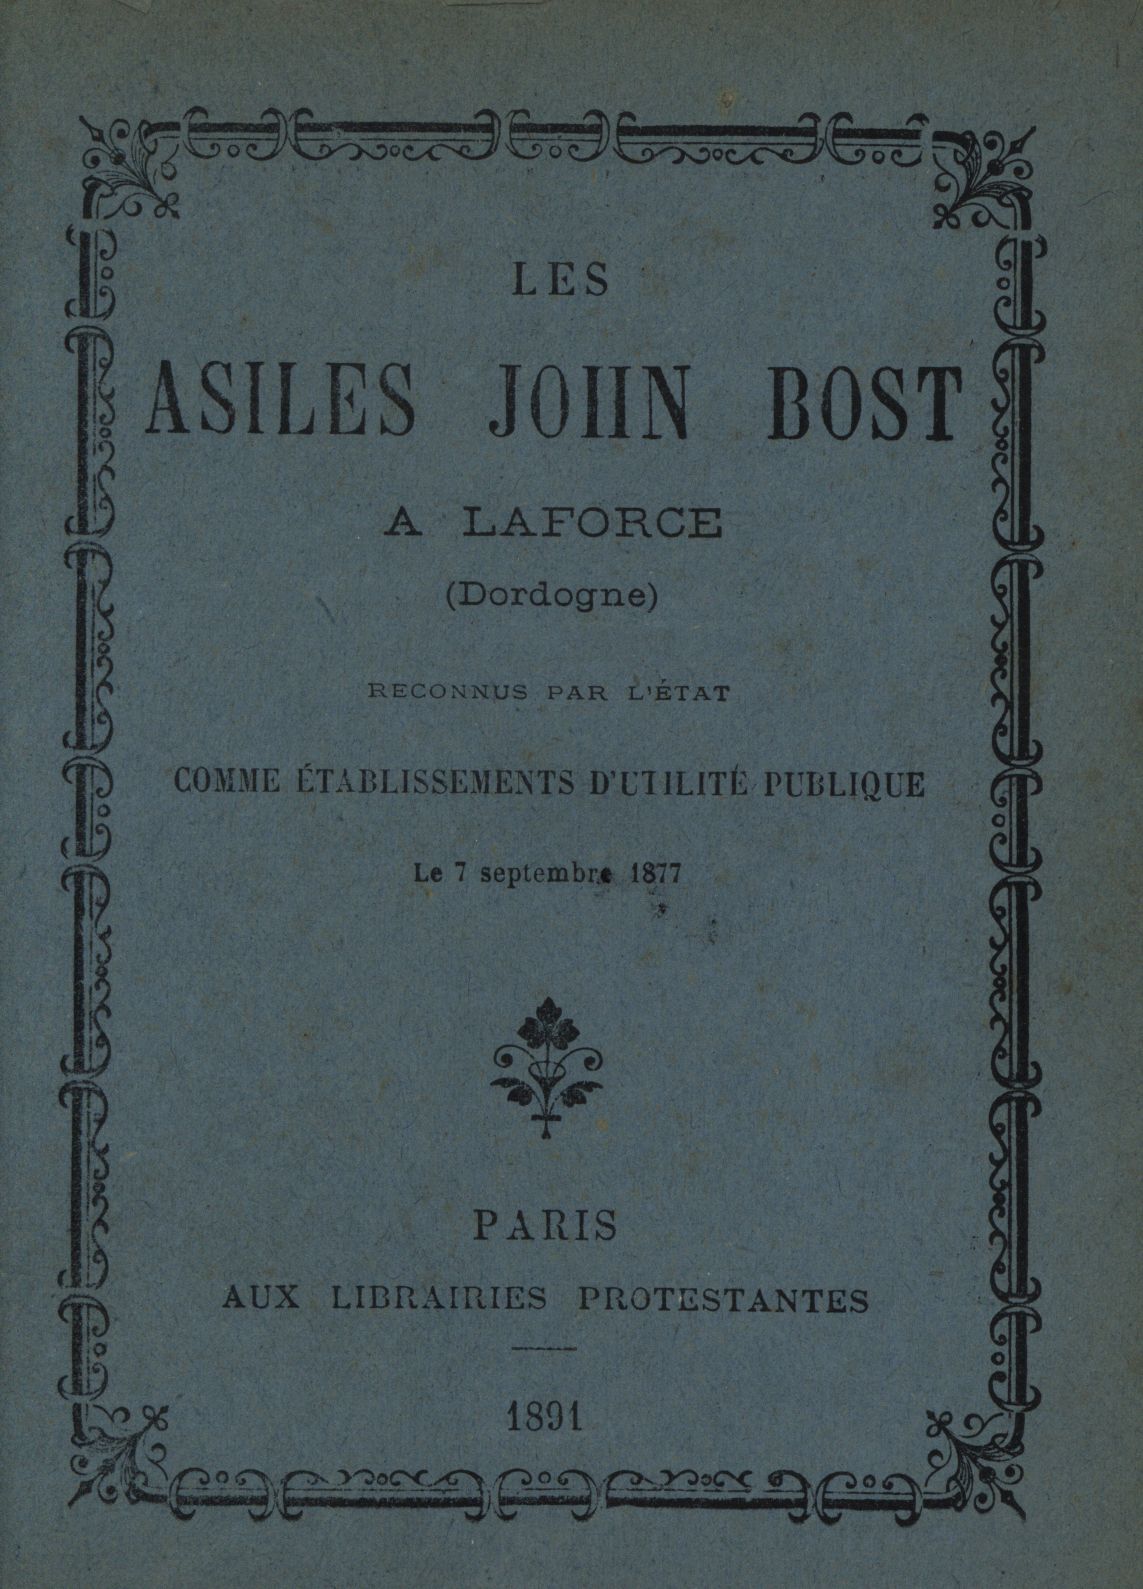 LES
ASILES JOHN BOST
A LAFORCE
(Dordogne)
RECONNUS PAR L'ÉTAT
COMME ÉTABLISSEMENTS D'UTILITÉ PUBLIQUE
Le 7 septembre 1877
PARIS
AUX LIBRAIRIES PROTESTANTES
1891